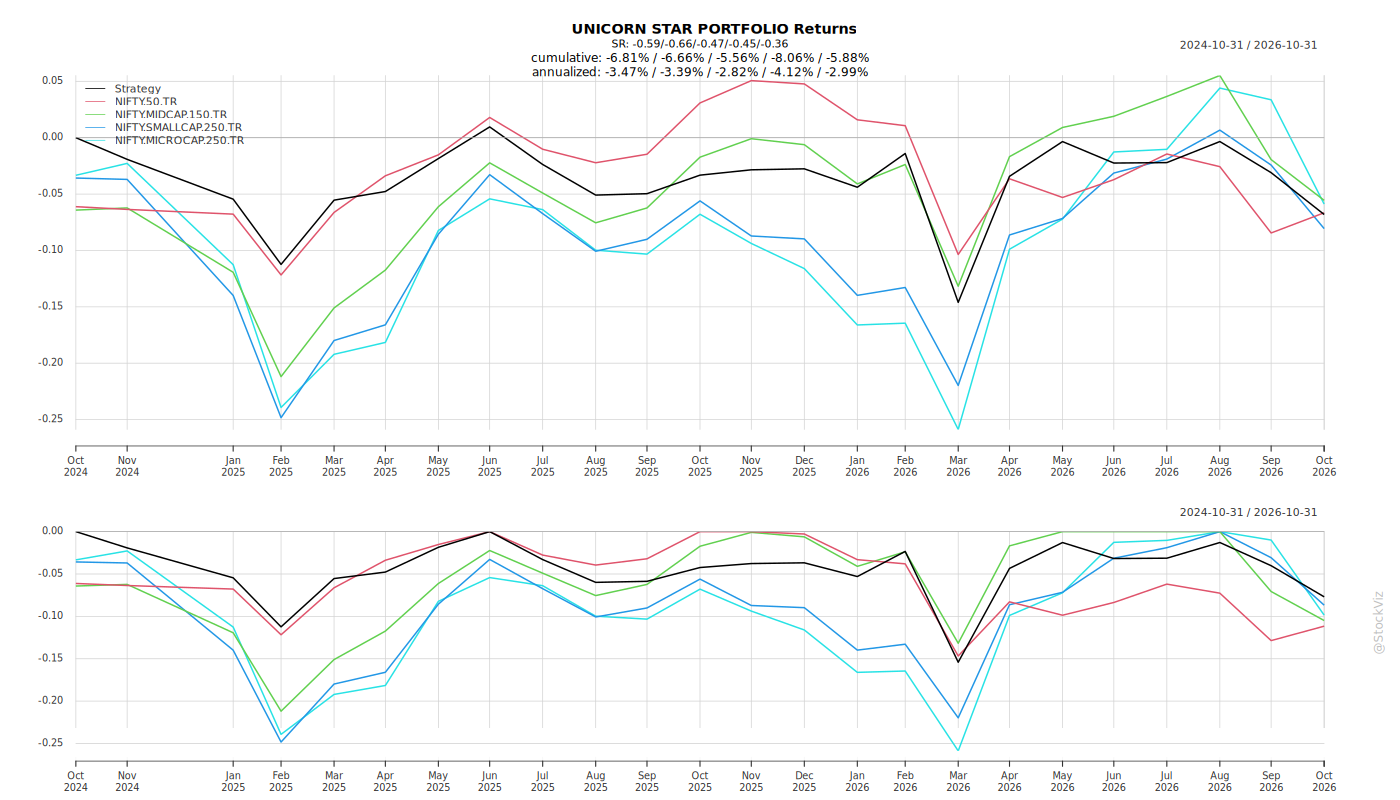 UNICORN STAR PORTFOLIO Returns
SR: -0.59/-0.66/-0.47/-0.45/-0.36
2024-10-31 / 2026-10-31
cumulative: -6.81% / -6.66% / -5.56% / -8.06% / -5.88%
annualized: -3.47% / -3.39% / -2.82% / -4.12% / -2.99%
0.05
Strategy
NIFTY.50.TR
NIFTY.MIDCAP.150.TR
NIFTY.SMALLCAP.250.TR
NIFTY.MICROCAP.250.TR
0.00
-0.05
-0.10
-0.15
-0.20
-0.25
Oct Nov Jan Feb Mar Apr May Jun Jul Aug Sep Oct Nov Dec Jan Feb Mar Apr May Jun Jul Aug Sep Oct
2024 2024 2025 2025 2025 2025 2025 2025 2025 2025 2025 2025 2025 2025 2026 2026 2026 2026 2026 2026 2026 2026 2026 2026
2024-10-31 / 2026-10-31
0.00
-0.05
-0.10
-0.15
-0.20
-0.25
Oct Nov Jan Feb Mar Apr May Jun Jul Aug Sep Oct Nov Dec Jan Feb Mar Apr May Jun Jul Aug Sep Oct
2024 2024 2025 2025 2025 2025 2025 2025 2025 2025 2025 2025 2025 2025 2026 2026 2026 2026 2026 2026 2026 2026 2026 2026
@StockViz